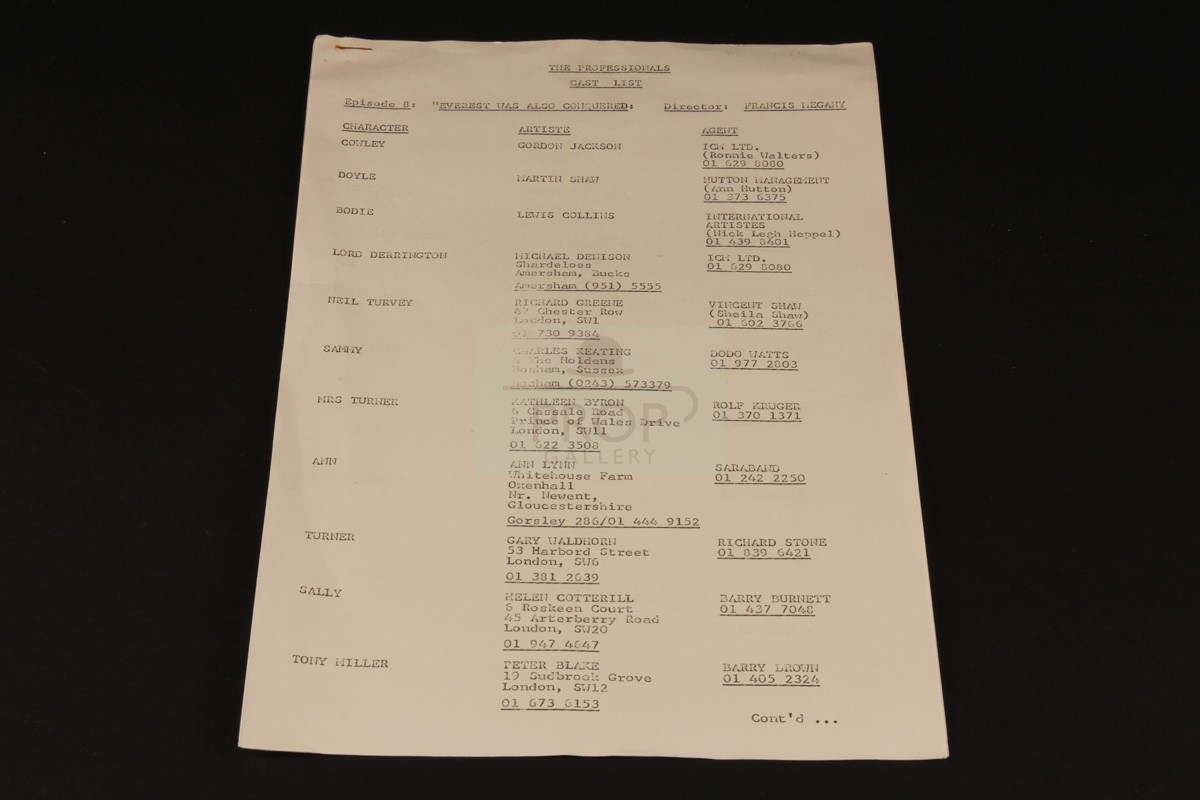 THE PROFESSIONALS
CAST LIST
Episode 8: "EVEREST WAS ALSO CONQUERED: Director: FRANCIS MEGAHY
CHARACTER ARTISTE AGENT
COWLEY GORDON JACKSON ICM LTD.
(Ronnie Walters)
01 629 8080
DOYLE MARTIN SHAW HUTTON MANAGEMENT
(Ann Hutton)
01 373 6375
BODIE LEWIS COLLINS INTERNATIONAL
ARTISTES
(Nick Legh Heppel)
01 439 8401
LORD DERRINGTON MICHAEL DENISON ICM LTD.
Shardeloes 01 629 8080
Amersham, Bucks
Amersham (951) 5555
NEIL TURVEY RICHARD GREENE VINCENT SHAW
47 Chester Row (Sheila Shaw)
London, SW1 01 602 3766
01 730 9384
SAMMY CHARLES KEATING DODO WATTS
The Holdens 01 977 2803
Bosham, Sussex
Bosham (0243) 573379
MRS TURNER KATHLEEN BYRON ROLF KRUGER
6 Cassale Road 01 370 1371
Prince of Wales Drive
London, SW11
01 622 3508
ANN ANN LYNN SARABAND
Whitehouse Farm 01 242 2250
Oxenhall
Nr. Newent,
Gloucestershire
Gorsley 286/01 444 9152
TURNER GARY WALDHORN RICHARD STONE
53 Harbord Street 01 839 6421
London, SW6
01 381 2639
SALLY HELEN COTTERILL BARRY BURNETT
6 Roskeen Court 01 437 7048
45 Arterberry Road
London, SW20
01 947 4647
TONY MILLER PETER BLAKE BARRY BROWN
19 Sudbrook Grove 01 405 2324
London, SW12
01 673 6153
Cont'd ...
PROP
GALLERY